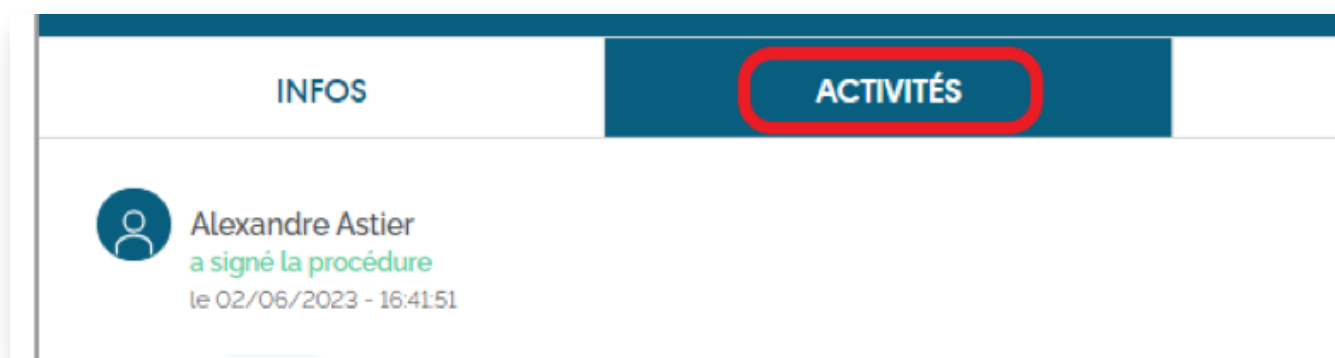 INFOS
ACTIVITÉS
Alexandre Astier
a signé la procédure
le 02/06/2023 - 16:41:51